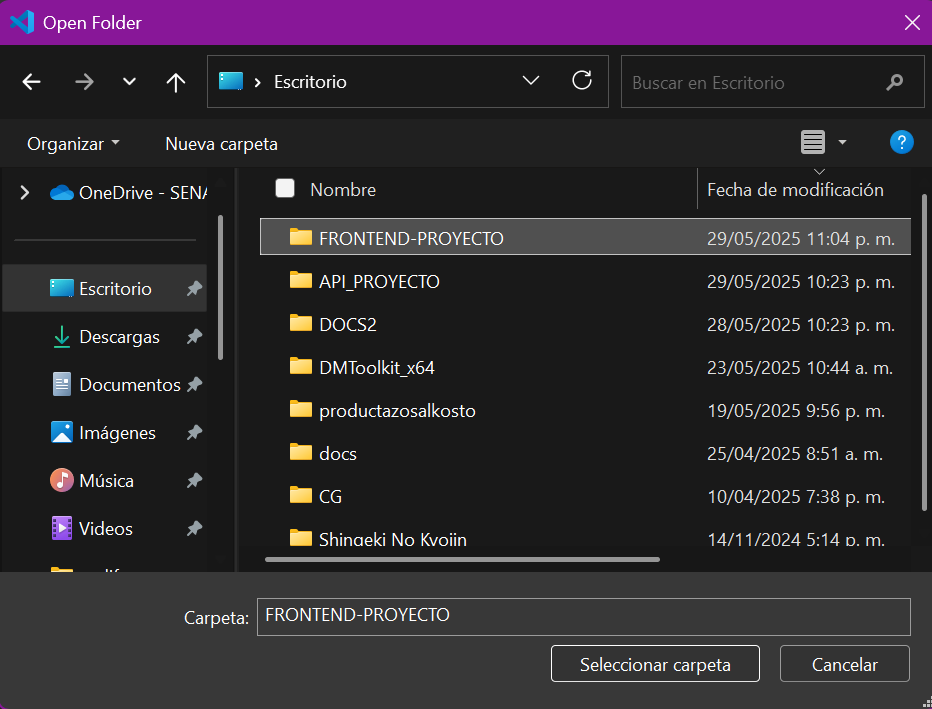 Open Folder
Escritorio
Buscar en Escritorio
Organizar
Nueva carpeta
?
OneDrive - SENA
Escritorio
Descargas
Documentos
Imágenes
Música
Videos
Nombre
Fecha de modificación
FRONTEND-PROYECTO
29/05/2025 11:04 p. m.
API_PROYECTO
29/05/2025 10:23 p. m.
DOCS2
28/05/2025 10:23 p. m.
DMToolkit_x64
23/05/2025 10:44 a. m.
productazosalkosto
19/05/2025 9:56 p. m.
docs
25/04/2025 8:51 a. m.
CG
10/04/2025 7:38 p. m.
Shingeki No Kyojin
14/11/2024 5:14 p. m.
Carpeta:
FRONTEND-PROYECTO
Seleccionar carpeta
Cancelar